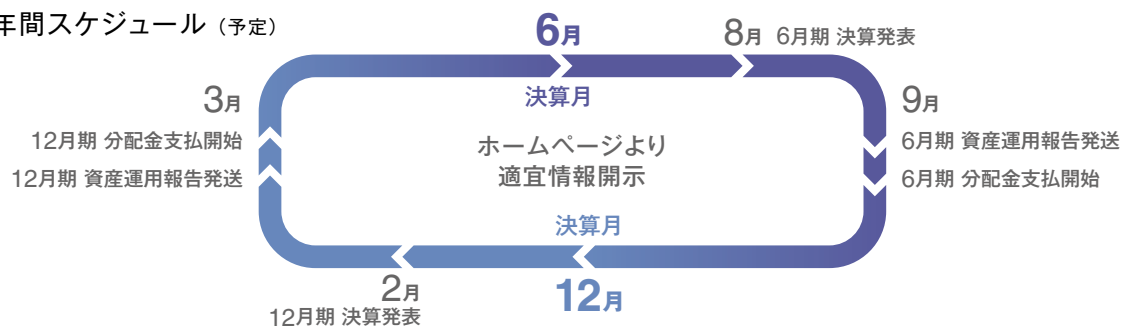 年間スケジュール（予定）
6月
決算月
8月 6月期 決算発表
9月
6月期 資産運用報告発送
6月期 分配金支払開始
ホームページより
適宜情報開示
決算月
12月
2月
12月期 決算発表
3月
12月期 分配金支払開始
12月期 資産運用報告発送